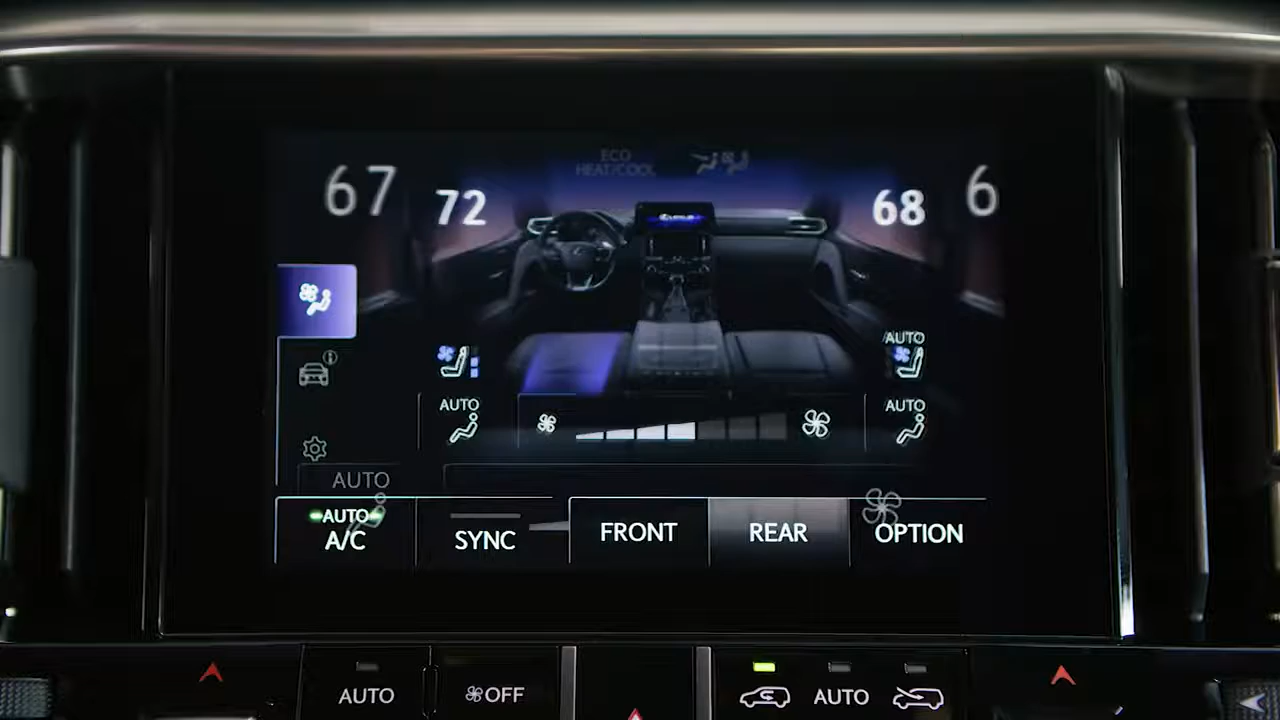 ECO
HEAT/COOL
67
72
68
6
AUTO
AUTO
AUTO
AUTO
AUTO
A/C
SYNC
FRONT
REAR
OPTION
AUTO
OFF
AUTO